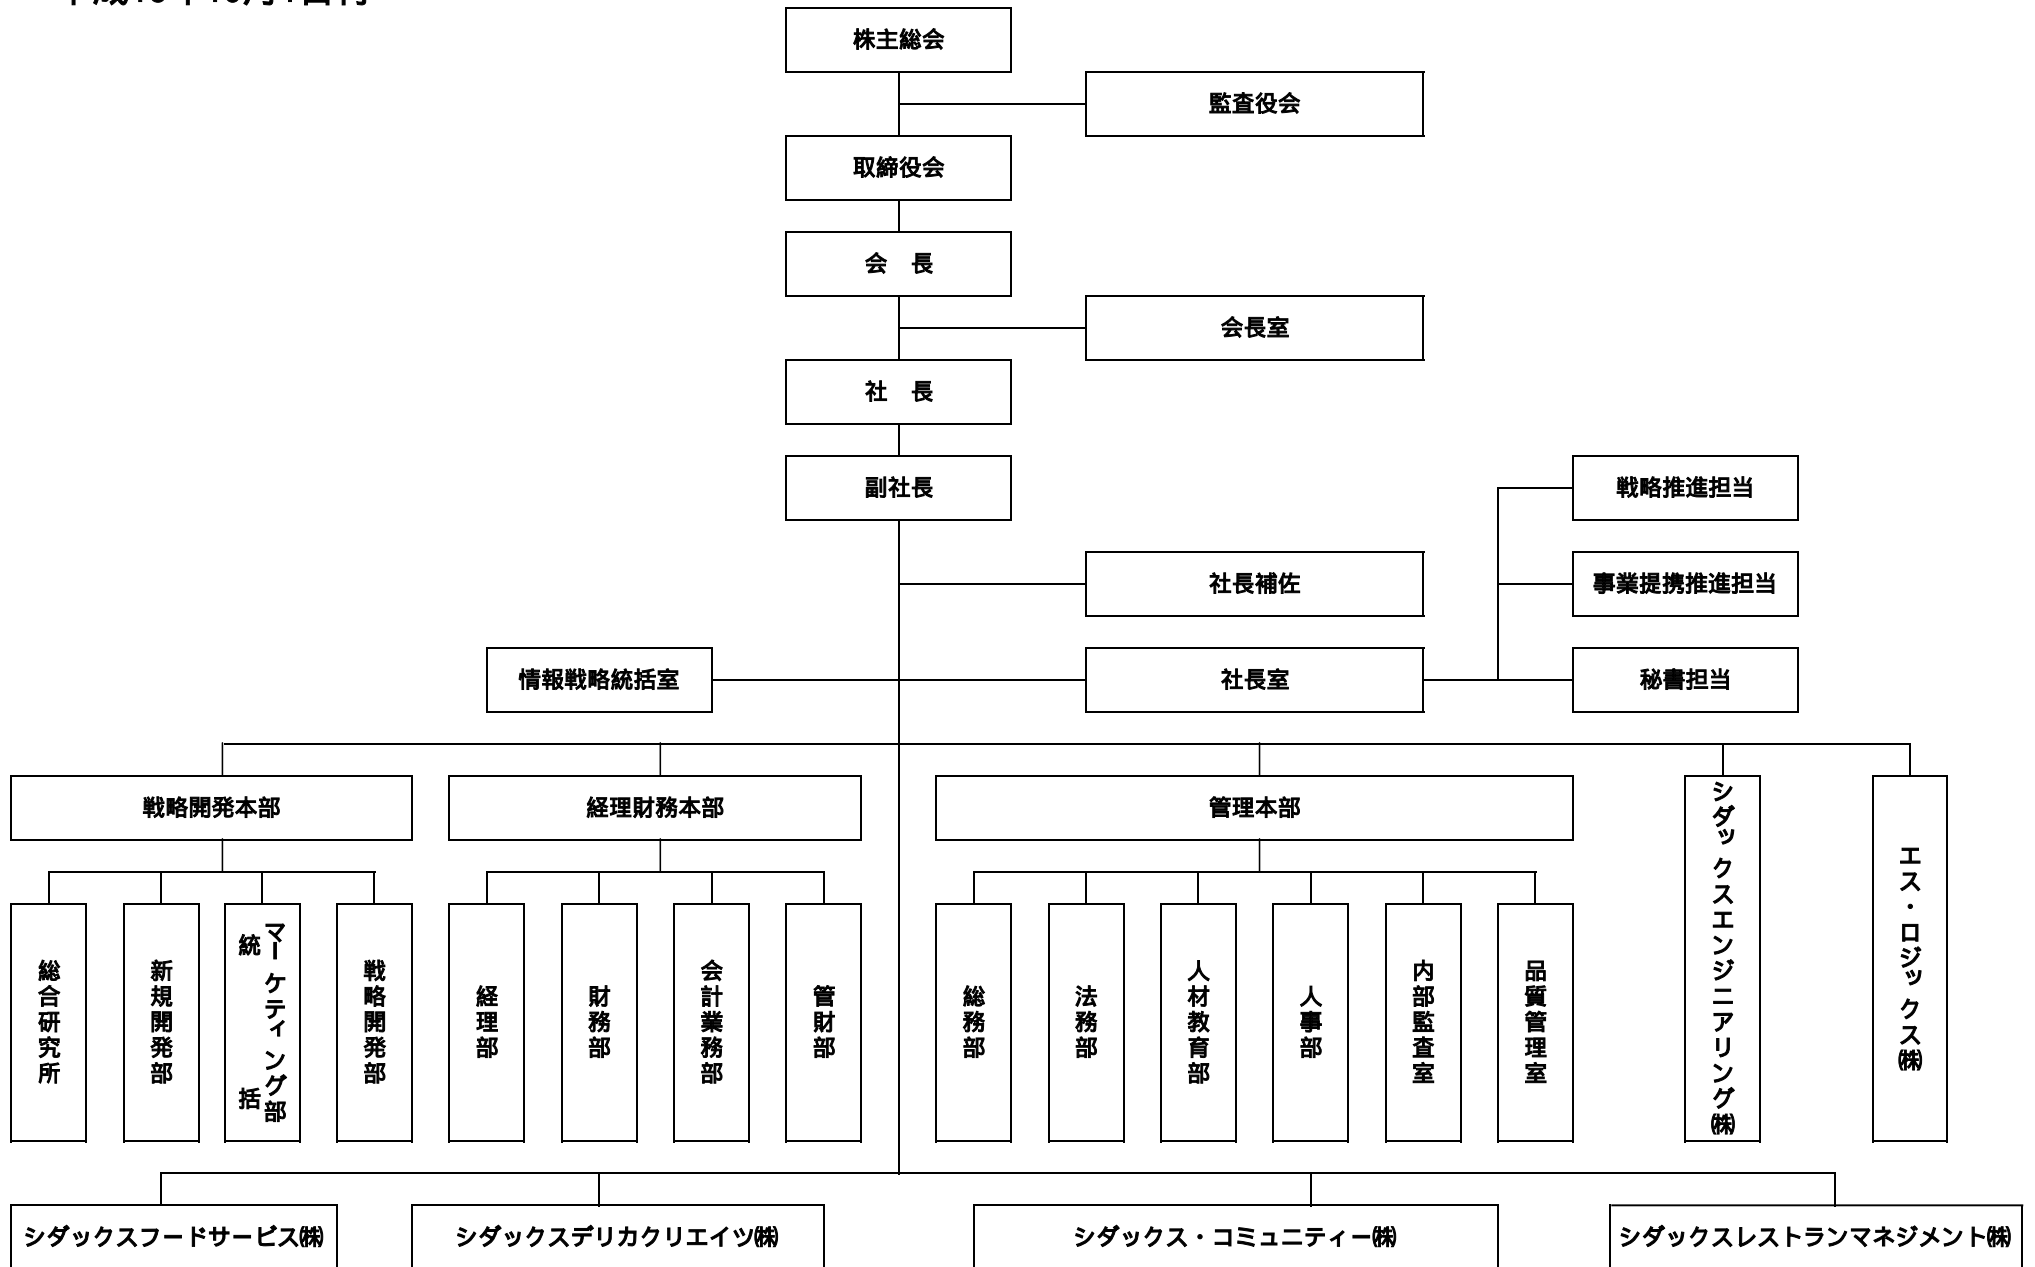 株主総会
監査役会
取締役会
会　長
会長室
社　長
副社長
戦略推進担当
社長補佐
事業提携推進担当
情報戦略統括室
社長室
秘書担当
戦略開発本部
経理財務本部
管理本部
シダックスエンジニアリング㈱
エス・ロジックス㈱
総合研究所
新規開発部
マーケティング部
統括
戦略開発部
経理部
財務部
会計業務部
管財部
総務部
法務部
人材教育部
人事部
内部監査室
品質管理室
シダックスフードサービス㈱
シダックスデリカクリエイツ㈱
シダックス・コミュニティー㈱
シダックスレストランマネジメント㈱